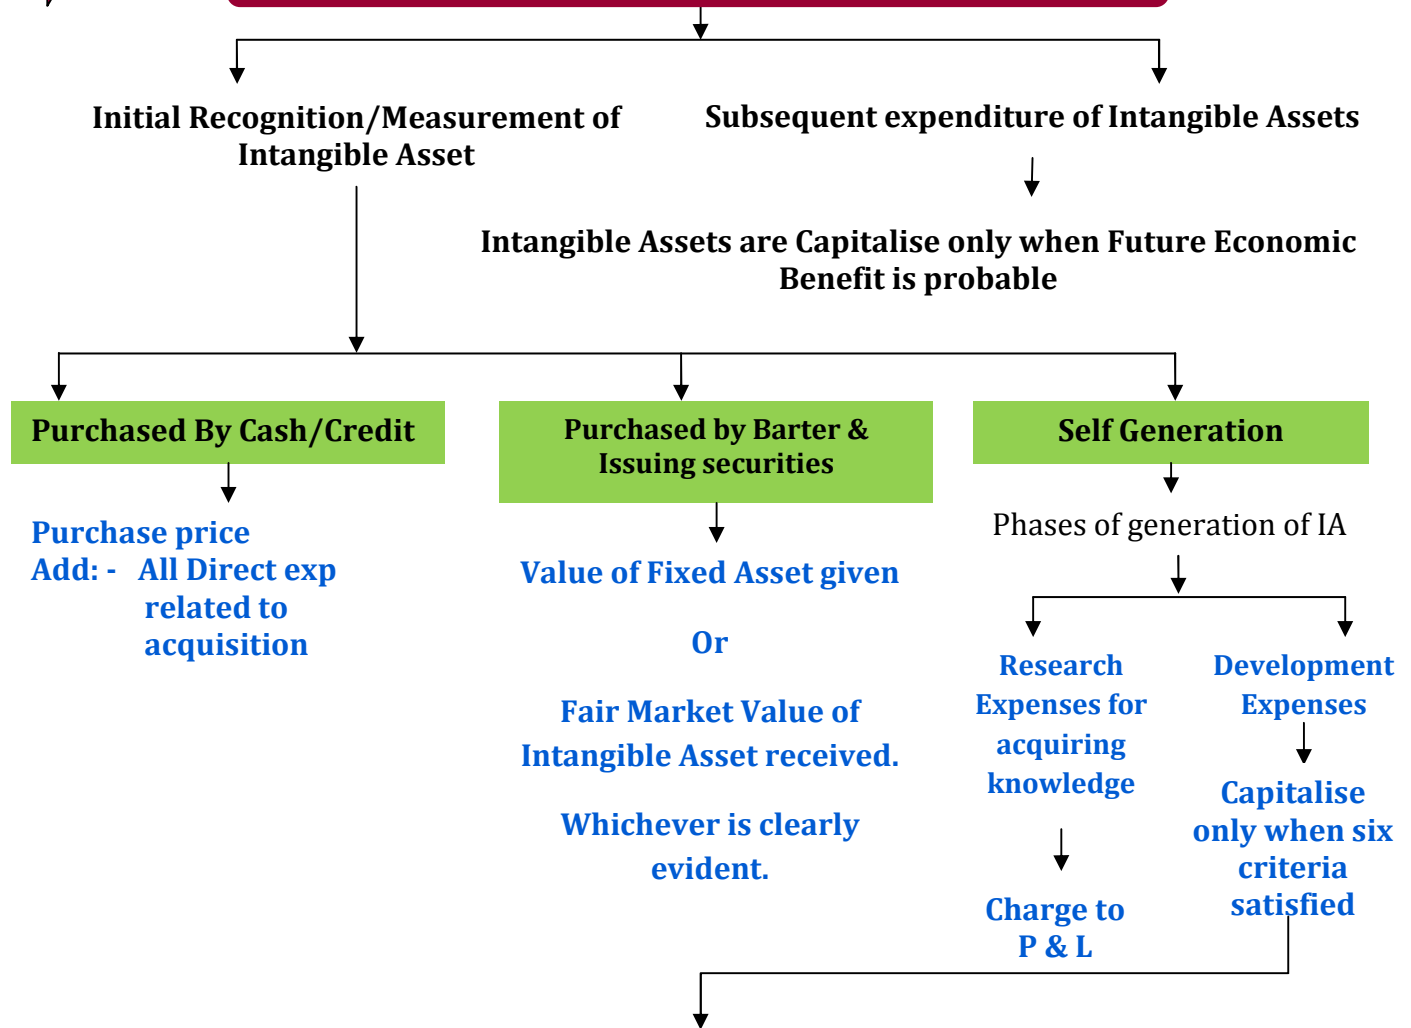 Initial Recognition/Measurement of
Intangible Asset
Subsequent expenditure of Intangible Assets
Intangible Assets are Capitalise only when Future Economic
Benefit is probable
Purchased By Cash/Credit
Purchase price
Add: - All Direct exp
related to
acquisition
Purchased by Barter &
Issuing securities
Value of Fixed Asset given
Or
Fair Market Value of
Intangible Asset received.
Whichever is clearly
evident.
Self Generation
Phases of generation of IA
Research
Expenses for
acquiring
knowledge
Charge to
P & L
Development
Expenses
Capitalise
only when six
criteria
satisfied